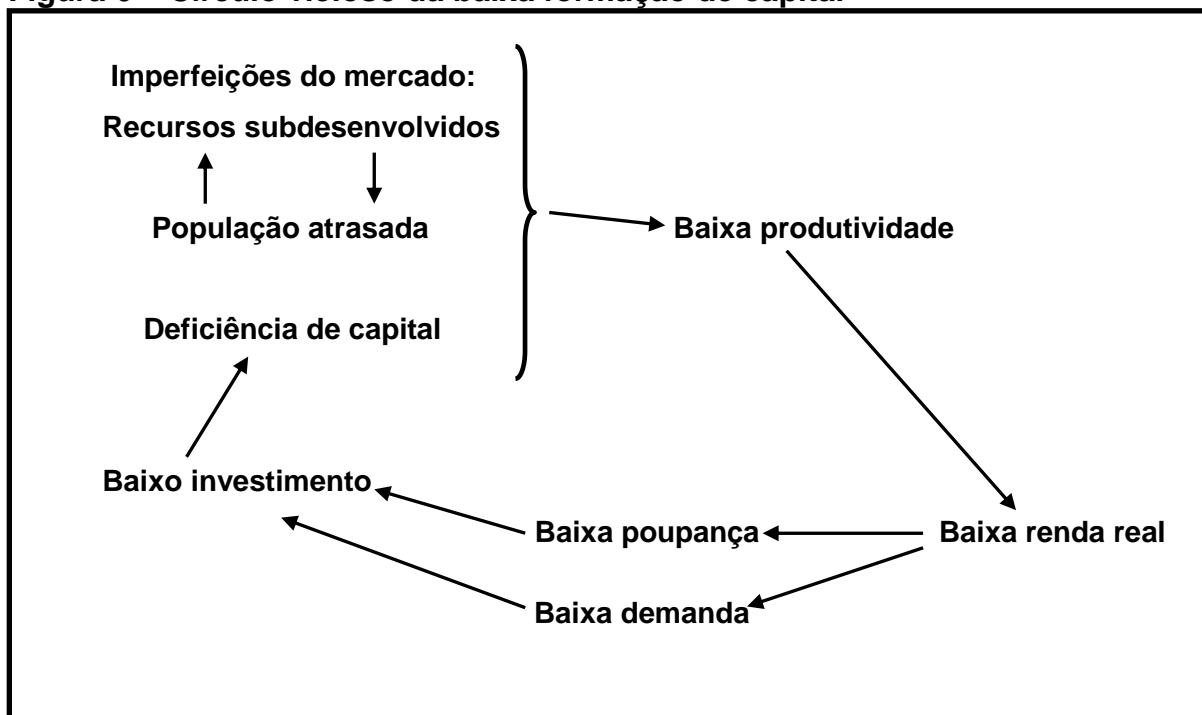 Imperfeições do mercado:
Recursos subdesenvolvidos
População atrasada
Baixa produtividade
Deficiência de capital
Baixo investimento
Baixa poupança
Baixa renda real
Baixa demanda